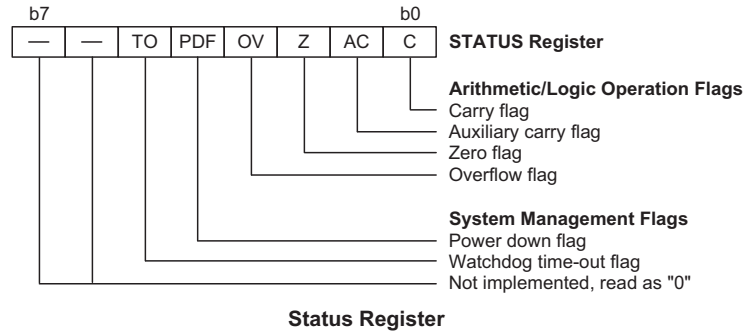 b7 b0
— — TO PDF OV Z AC C STATUS Register
Arithmetic/Logic Operation Flags
Carry flag
Auxiliary carry flag
Zero flag
Overflow flag
System Management Flags
Power down flag
Watchdog time-out flag
Not implemented, read as "0"
Status Register